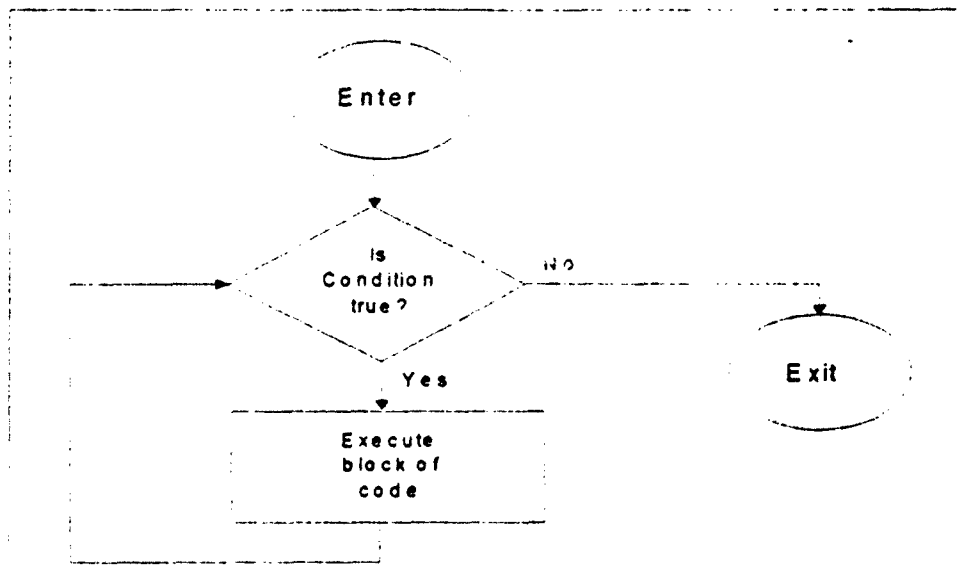 Enter
Is
Condition
true?
No
Yes
Exit
Execute
block of
code